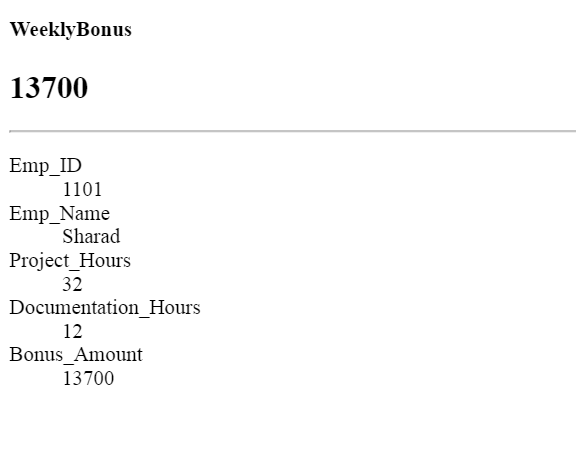 WeeklyBonus
13700
Emp_ID
1101
Emp_Name
Sharad
Project_Hours
32
Documentation_Hours
12
Bonus_Amount
13700